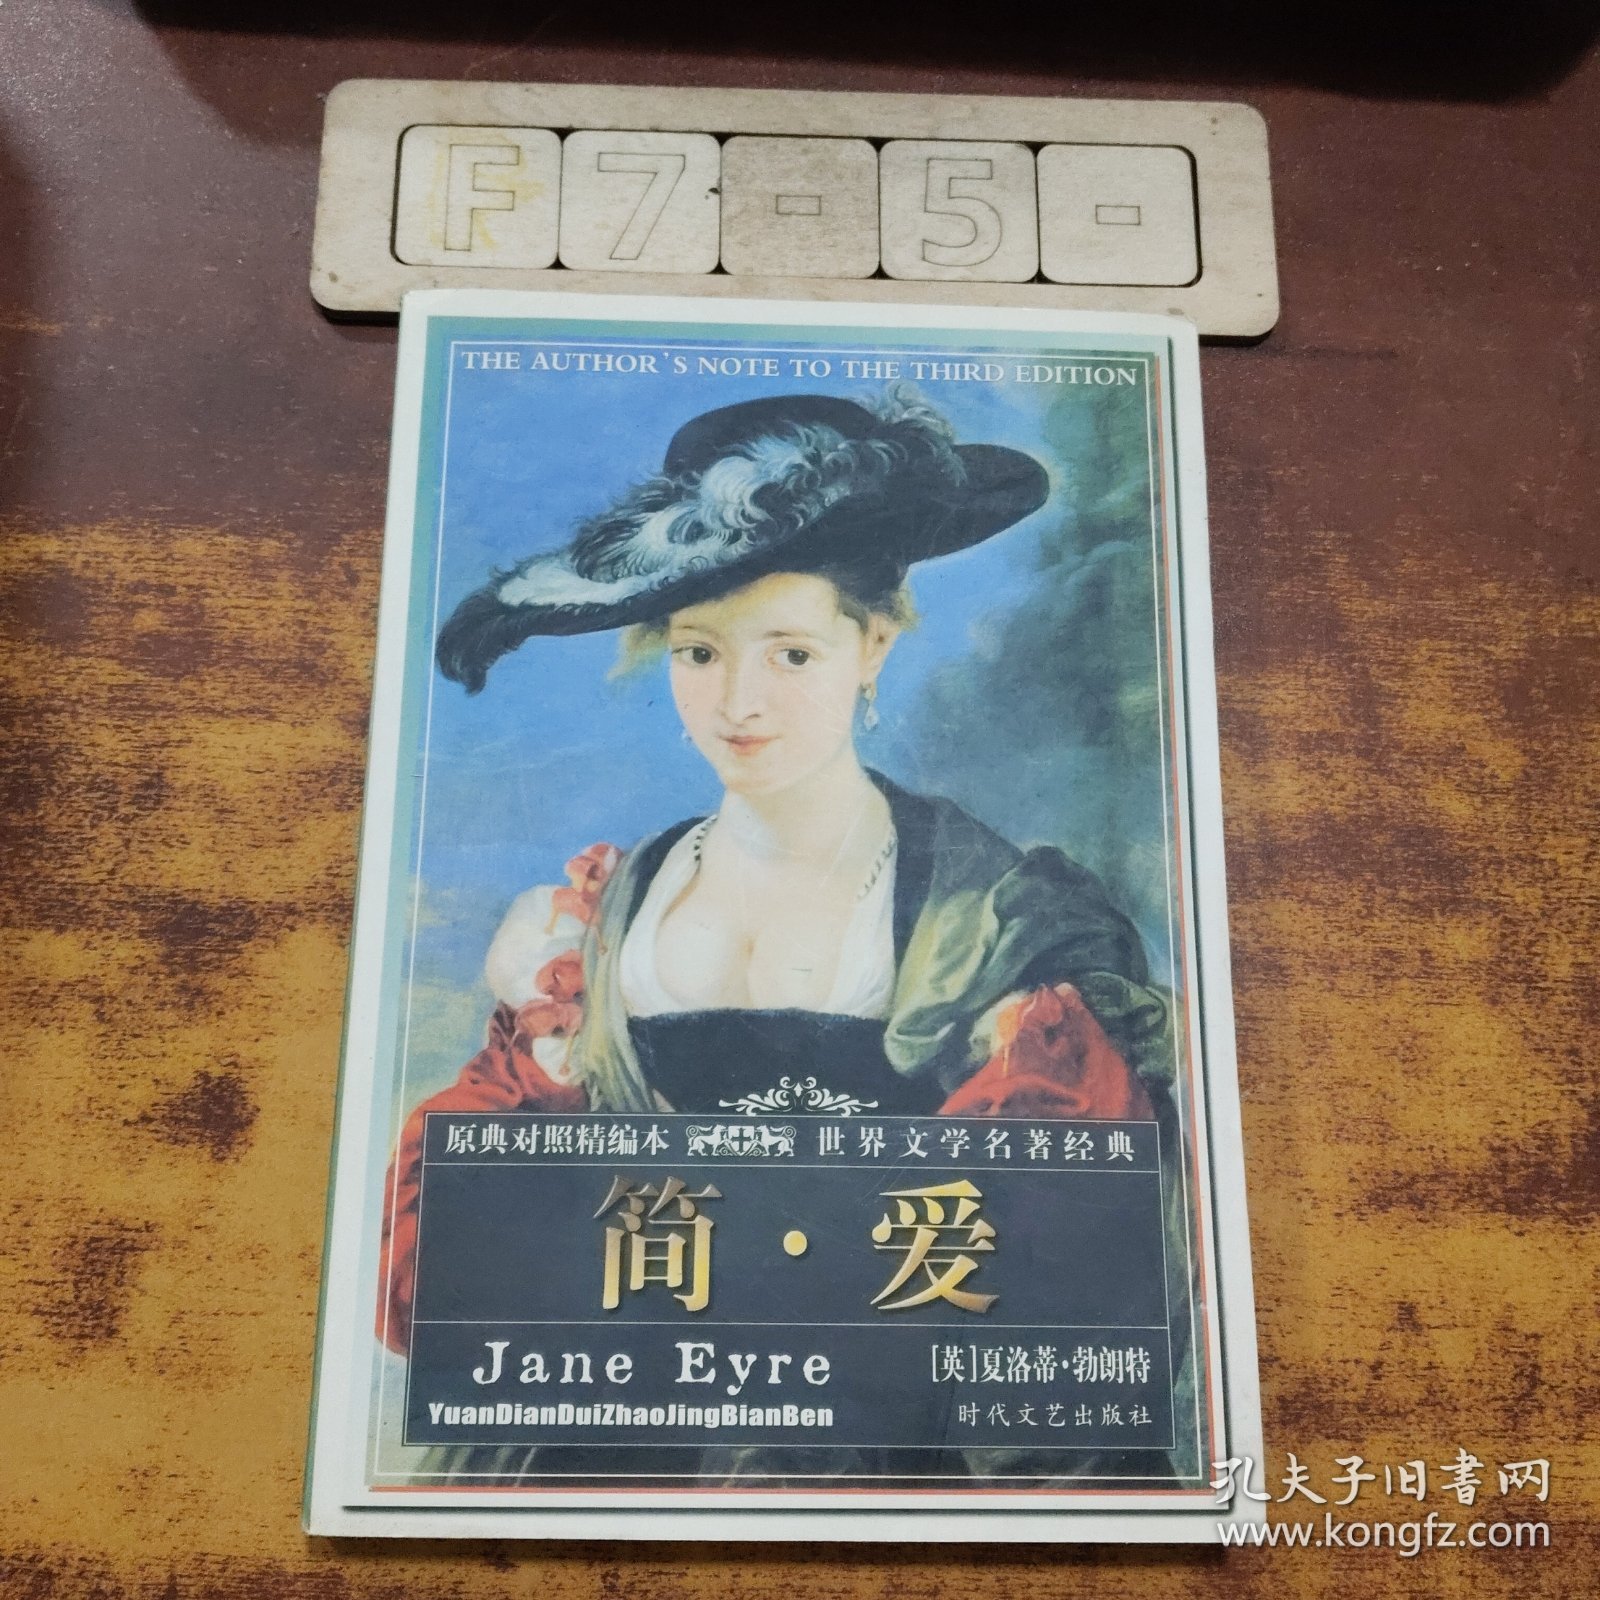 F7-5-
THE AUTHOR'S NOTE TO THE THIRD EDITION
原典对照精编本 世界文学名著经典
简·爱
Jane Eyre
[英]夏洛蒂·勃朗特
YuanDianDuiZhaoJingBianBen
时代文艺出版社
孔夫子旧书网
www.kongfz.com